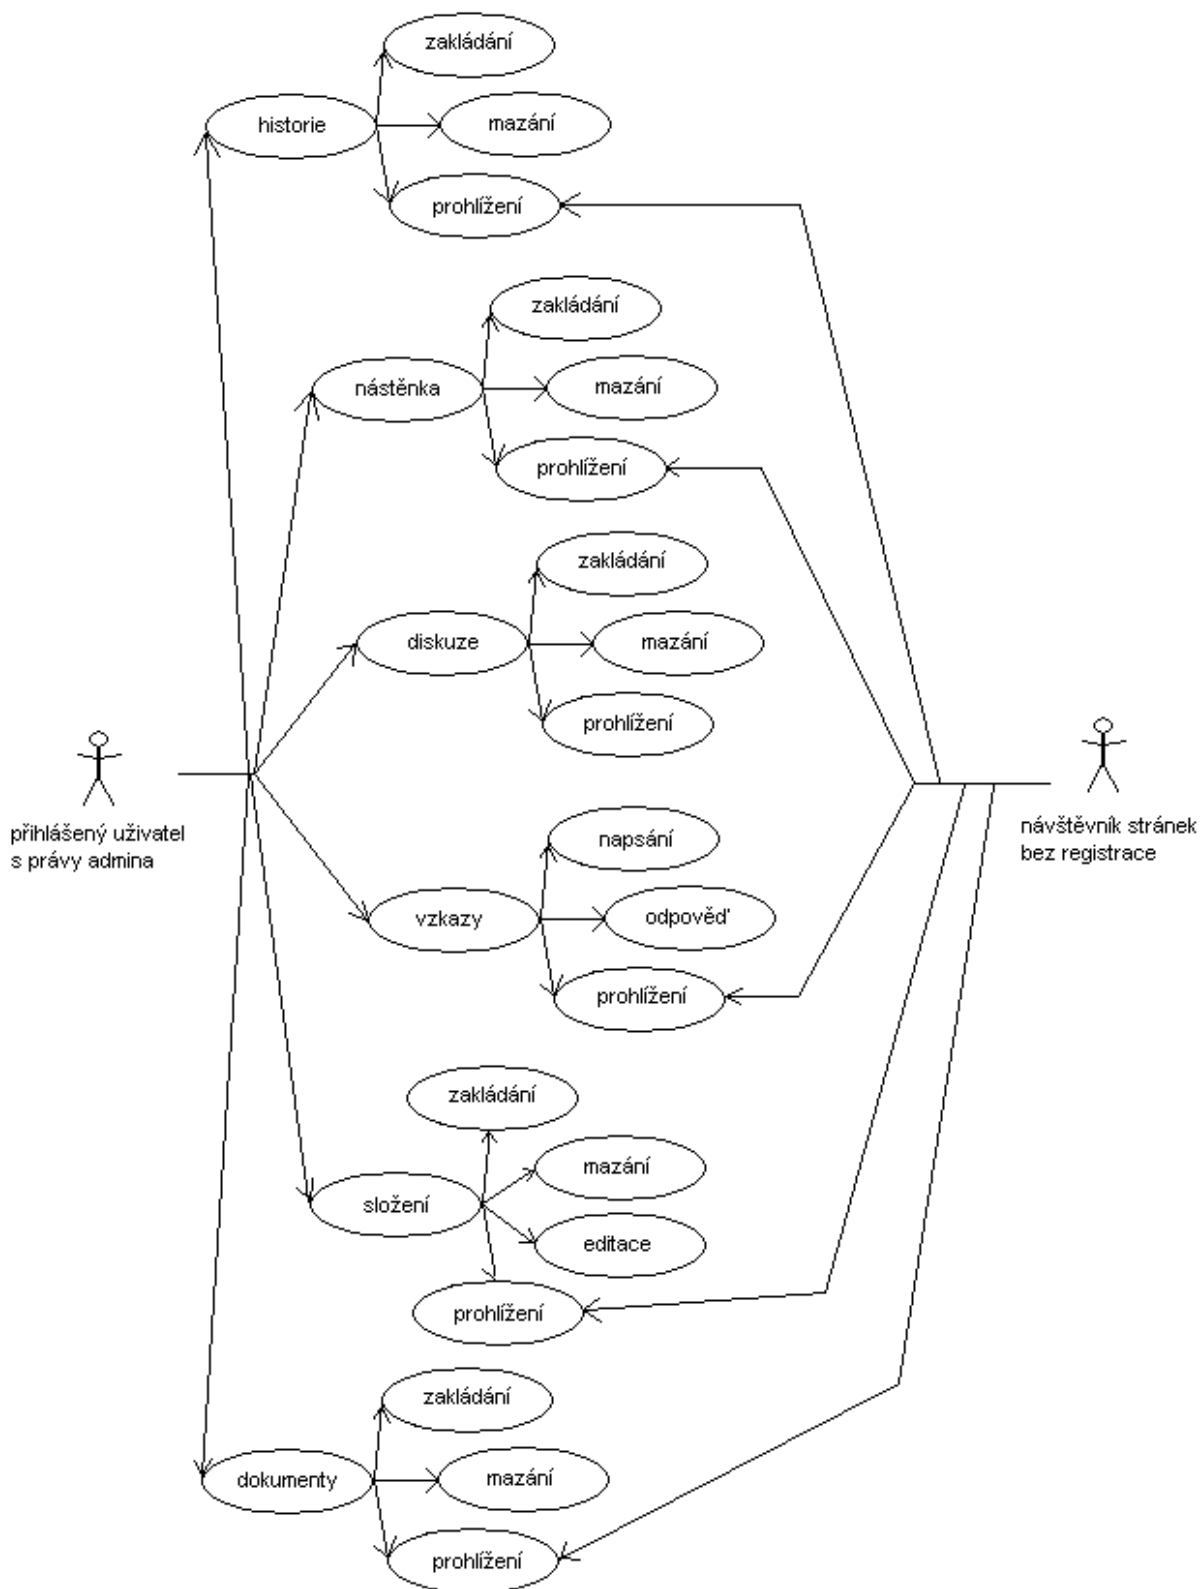 zakládání
historie
mazání
prohlížení
zakládání
nástěnka
mazání
prohlížení
zakládání
diskuze
mazání
prohlížení
přihlášený uživatel
s právy admina
návštěvník stránek
bez registrace
napsání
vzkazy
odpověď
prohlížení
zakládání
mazání
složení
editace
prohlížení
zakládání
dokumenty
mazání
prohlížení